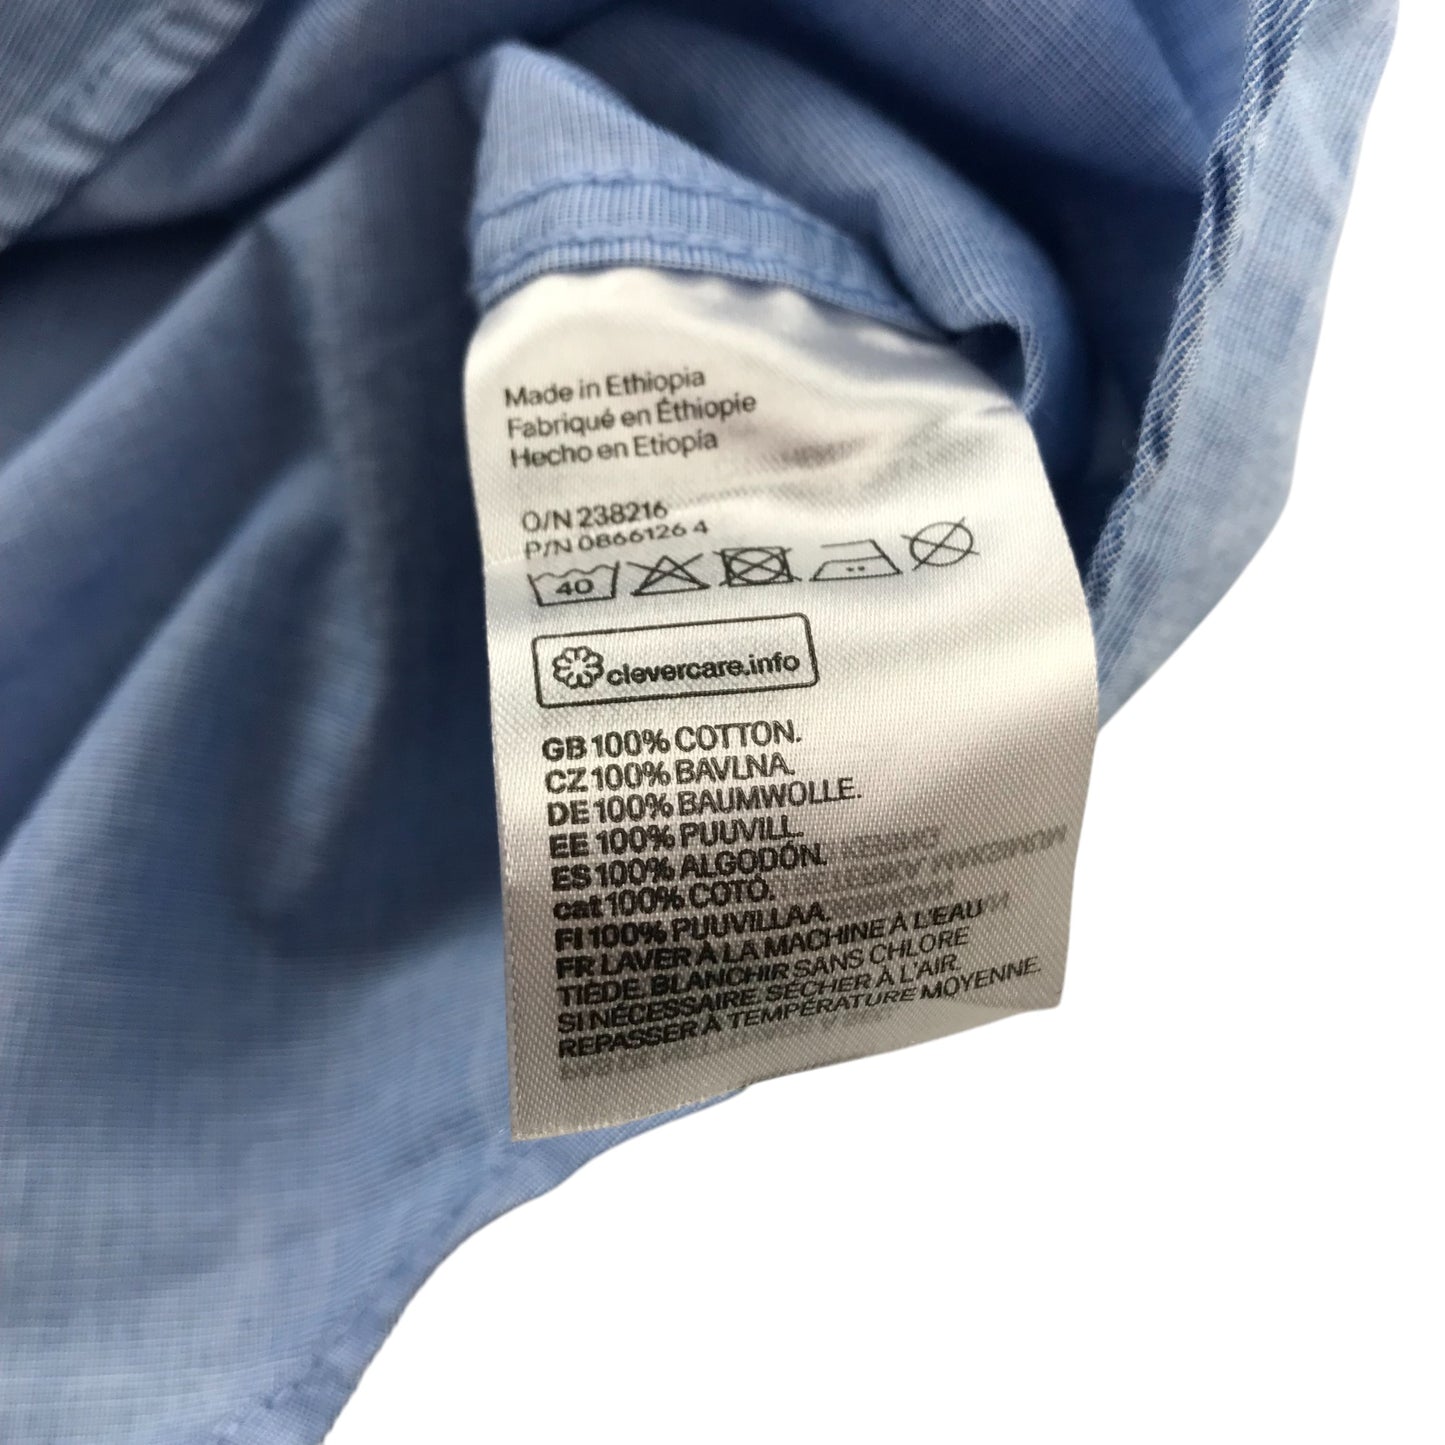 Made in Ethiopia
Fabriqué en Éthiopie
Hecho en Etiopía
O/N 238216
P/N 0866126 4
40
clevercare.info
GB 100% COTTON.
CZ 100% BAVLNA.
DE 100% BAUMWOLLE.
EE 100% PUUVILL.
ES 100% ALGODÓN.
cat 100% COTÓ.
FI 100% PUUVILLAA.
FR LAVER À LA MACHINE À L'EAU
TIÈDE. BLANCHIR SANS CHLORE
SI NÉCESSAIRE. SÉCHER À L'AIR.
REPASSER À TEMPÉRATURE MOYENNE.